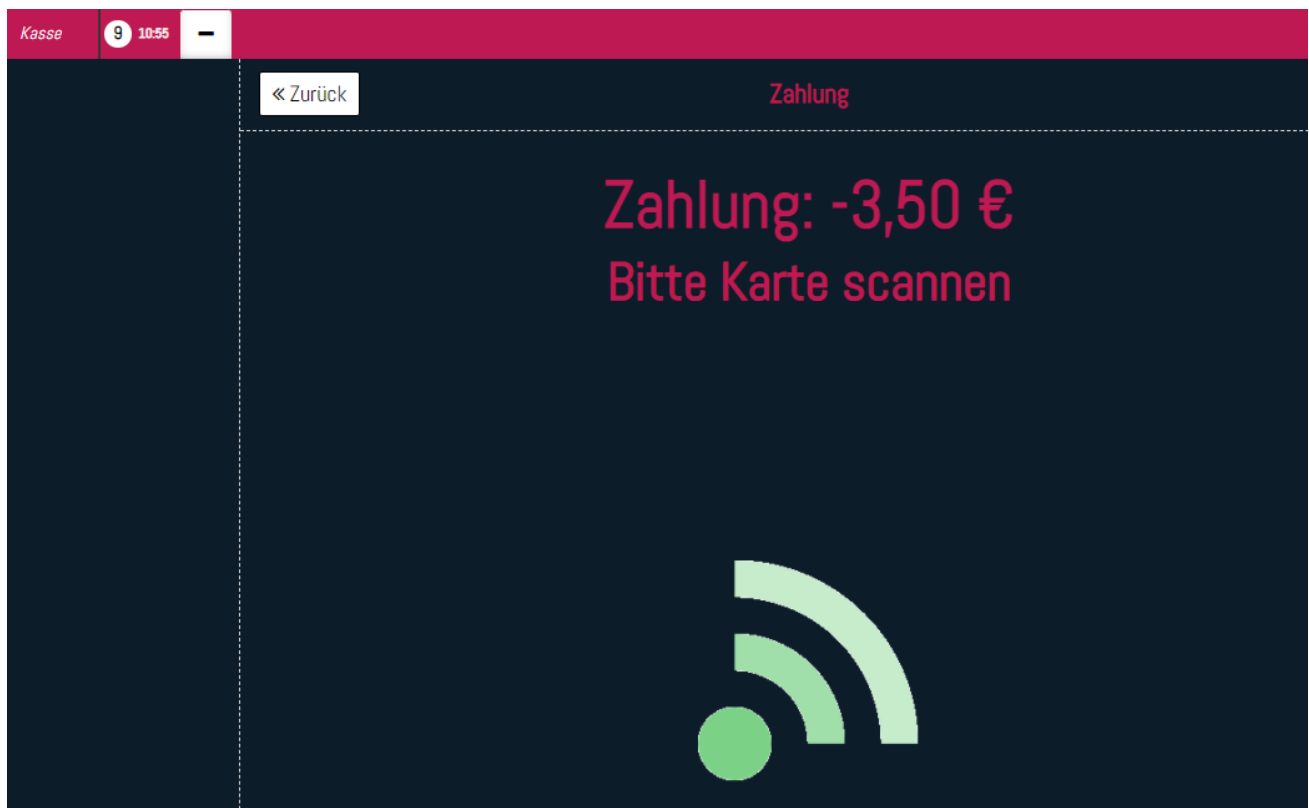 Kasse 9 10:55
« Zurück
Zahlung
Zahlung: -3,50 €
Bitte Karte scannen